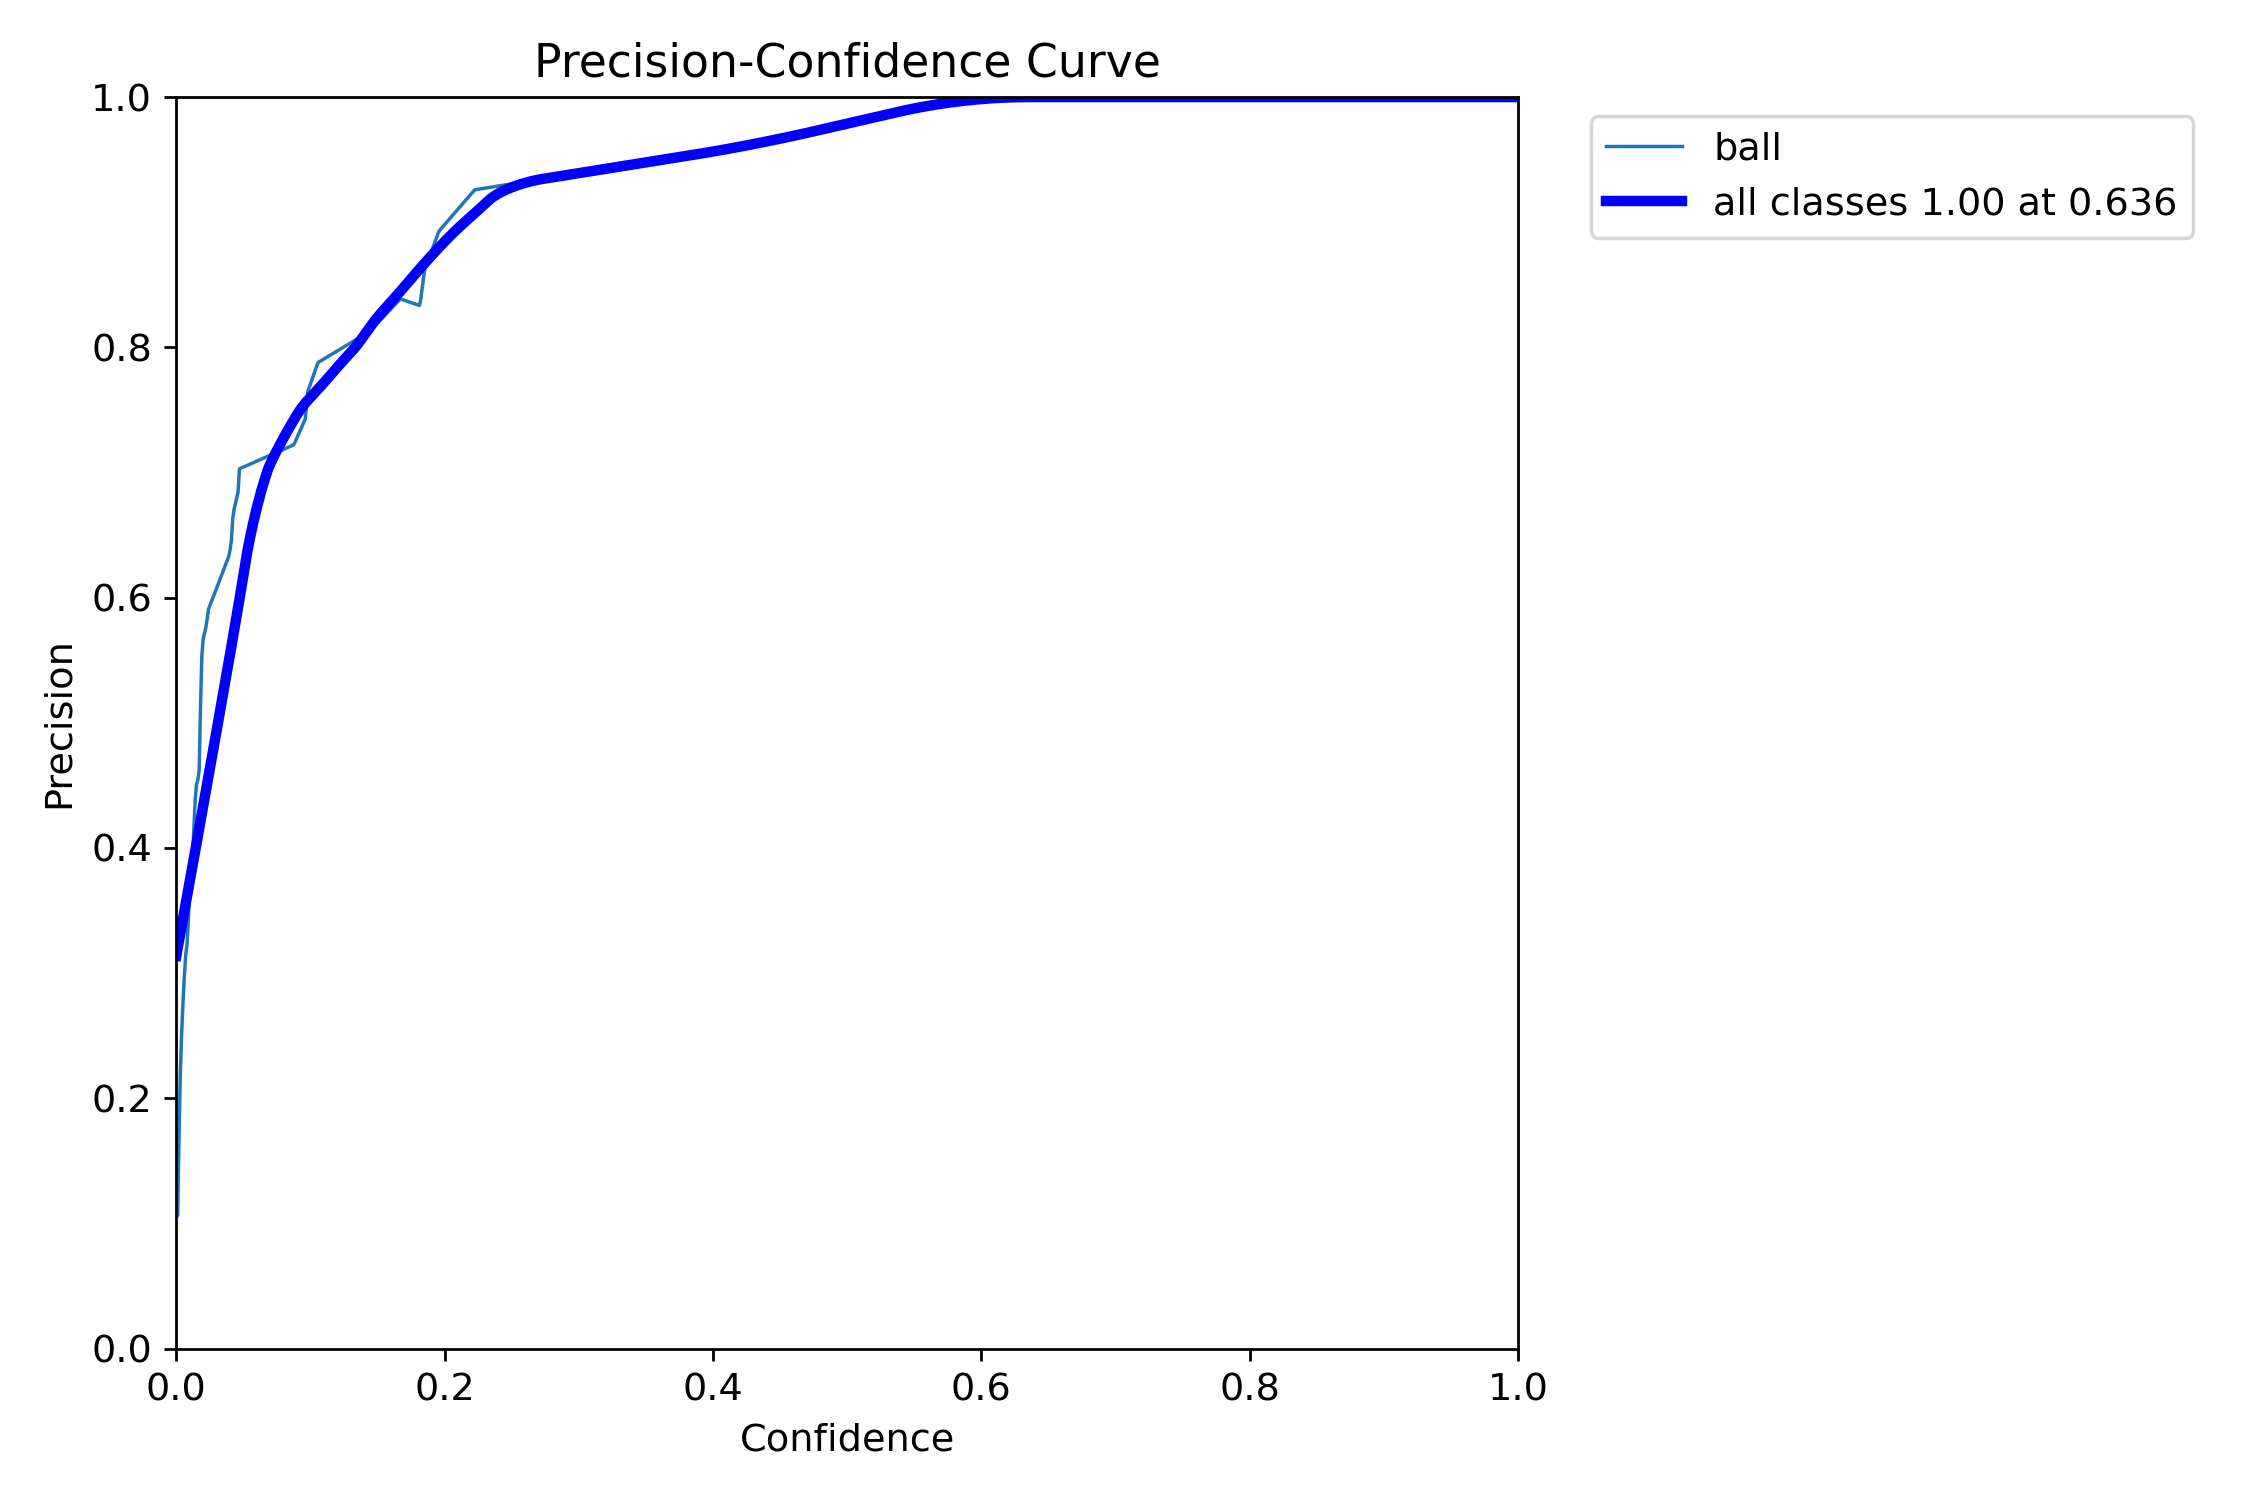 Precision-Confidence Curve
1.0
0.8
0.6
0.4
0.2
0.0
Precision
0.0 0.2 0.4 0.6 0.8 1.0
Confidence
ball
all classes 1.00 at 0.636